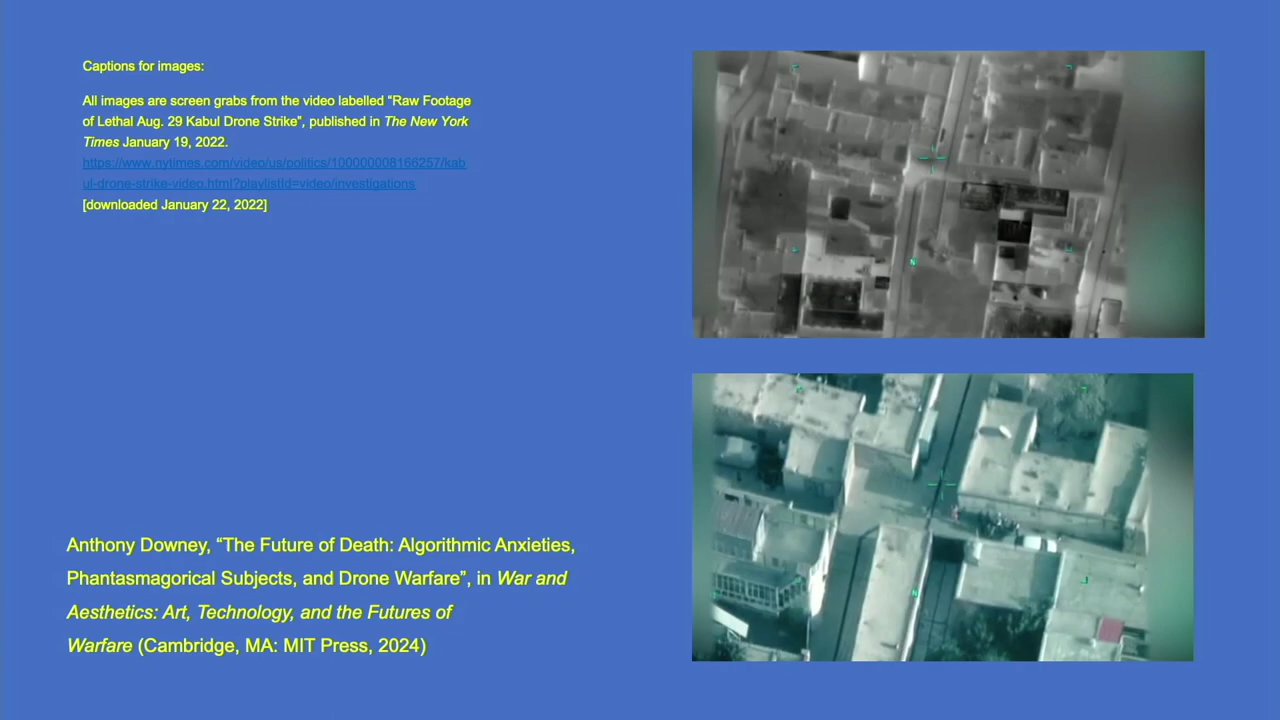 Captions for images:
All images are screen grabs from the video labelled “Raw Footage
of Lethal Aug. 29 Kabul Drone Strike”, published in The New York
Times January 19, 2022.
https://www.nytimes.com/video/us/politics/100000008166257/kab
ul-drone-strike-video.html?playlistId=video/investigations
[downloaded January 22, 2022]
N
N
Anthony Downey, “The Future of Death: Algorithmic Anxieties,
Phantasmagorical Subjects, and Drone Warfare”, in War and
Aesthetics: Art, Technology, and the Futures of
Warfare (Cambridge, MA: MIT Press, 2024)